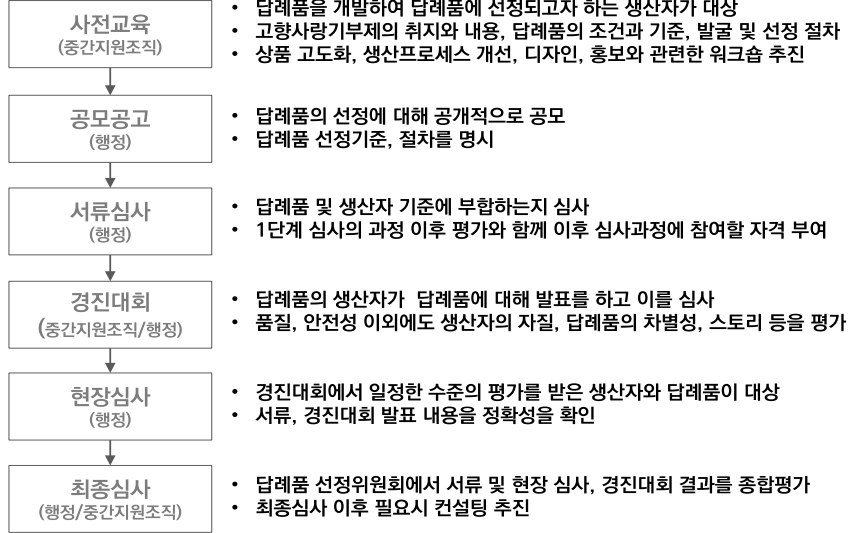 사전교육
(중간지원조직)
• 답례품을 개발하여 답례품에 선정되고자 하는 생산자가 대상
• 고향사랑기부제의 취지와 내용, 답례품의 조건과 기준, 발굴 및 선정 절차
• 상품 고도화, 생산프로세스 개선, 디자인, 홍보와 관련한 워크숍 추진
공모공고
(행정)
• 답례품의 선정에 대해 공개적으로 공모
• 답례품 선정기준, 절차를 명시
서류심사
(행정)
• 답례품 및 생산자 기준에 부합하는지 심사
• 1단계 심사의 과정 이후 평가와 함께 이후 심사과정에 참여할 자격 부여
경진대회
(중간지원조직/행정)
• 답례품의 생산자가 답례품에 대해 발표를 하고 이를 심사
• 품질, 안전성 이외에도 생산자의 자질, 답례품의 차별성, 스토리 등을 평가
현장심사
(행정)
• 경진대회에서 일정한 수준의 평가를 받은 생산자와 답례품이 대상
• 서류, 경진대회 발표 내용을 정확성을 확인
최종심사
(행정/중간지원조직)
• 답례품 선정위원회에서 서류 및 현장 심사, 경진대회 결과를 종합평가
• 최종심사 이후 필요시 컨설팅 추진